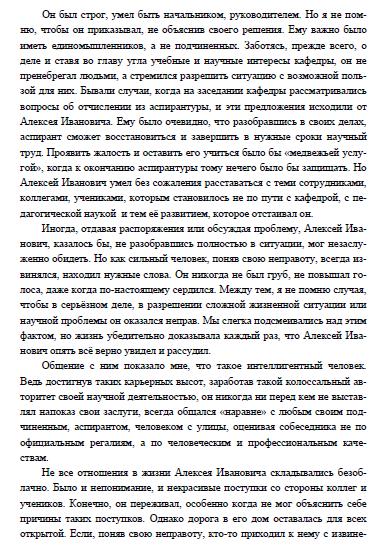 Он был строг, умел быть начальником, руководителем. Но я не пом-
ню, чтобы он приказывал, не объяснив своего решения. Ему важно было
иметь единомышленников, а не подчиненных. Заботясь, прежде всего, о
деле и ставя во главу угла учебные и научные интересы кафедры, он не
пренебрегал людьми, а стремился разрешить ситуацию с возможной поль-
зой для них. Бывали случаи, когда на заседании кафедры рассматривались
вопросы об отчислении из аспирантуры, и эти предложения исходили от
Алексея Ивановича. Ему было очевидно, что разобравшись в своих делах,
аспирант сможет восстановиться и завершить в нужные сроки научный
труд. Проявить жалость и оставить его учиться было бы «медвежьей услу-
гой», когда к окончанию аспирантуры тому нечего было бы защищать. Но
Алексей Иванович умел без сожаления расставаться с теми сотрудниками,
коллегами, учениками, которым становилось не по пути с кафедрой, с пе-
дагогической наукой и тем её развитием, которое отстаивал он.
Иногда, отдавая распоряжения или обсуждая проблему, Алексей Ива-
нович, казалось бы, не разобравшись полностью в ситуации, мог незаслу-
женно обидеть. Но как сильный человек, поняв свою неправоту, всегда из-
винялся, находил нужные слова. Он никогда не был груб, не повышал го-
лоса, даже когда по-настоящему сердился. Между тем, я не помню случая,
чтобы в серьёзном деле, в разрешении сложной жизненной ситуации или
научной проблемы он оказался неправ. Мы слегка подсмеивались над этим
фактом, но жизнь убедительно доказывала каждый раз, что Алексей Ива-
нович опять всё верно увидел и рассудил.
Общение с ним показало мне, что такое интеллигентный человек.
Ведь достигнув таких карьерных высот, заработав такой колоссальный ав-
торитет своей научной деятельностью, он никогда ни перед кем не выстав-
лял напоказ свои заслуги, всегда общался «наравне» с любым своим под-
чиненным, аспирантом, человеком с улицы, оценивая собеседника не по
официальным регалиям, а по человеческим и профессиональным качес-
твам.
Не все отношения в жизни Алексея Ивановича складывались безоб-
лачно. Было и непонимание, и некрасивые поступки со стороны коллег и
учеников. Конечно, он переживал, особенно когда не мог объяснить себе
причины таких поступков. Однако дорога в его дом оставалась для всех
открытой. Если, поняв свою неправоту, кто-то приходил к нему с извине-